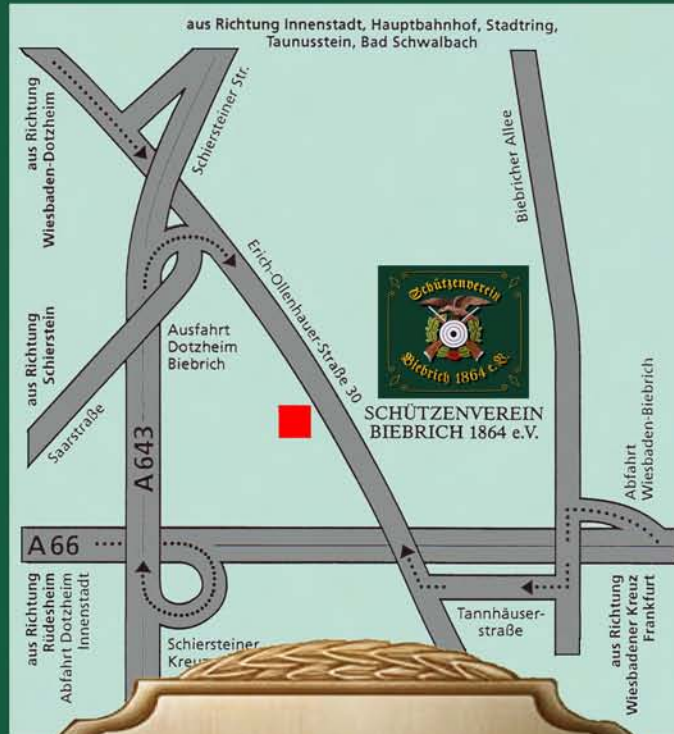 aus Richtung Innenstadt, Hauptbahnhof, Stadtring,
Taunusstein, Bad Schwalbach
aus Richtung
Wiesbaden-Dotzheim
Schiersteiner Str.
Biebricher Allee
Erich-Ollenhauer-Straße 30
aus Richtung
Schierstein
Saarstraße
Ausfahrt
Dotzheim
Biebrich
A 643
Schützenverein
Biebrich 1864 e.V.
SCHÜTZENVEREIN
BIEBRICH 1864 e.V.
Abfahrt
Wiesbaden-Biebrich
A 66
aus Richtung
Rüdesheim
Abfahrt Dotzheim
Innenstadt
Schiersteiner
Kreuz
Tannhäuser-
straße
aus Richtung
Wiesbadener Kreuz
Frankfurt